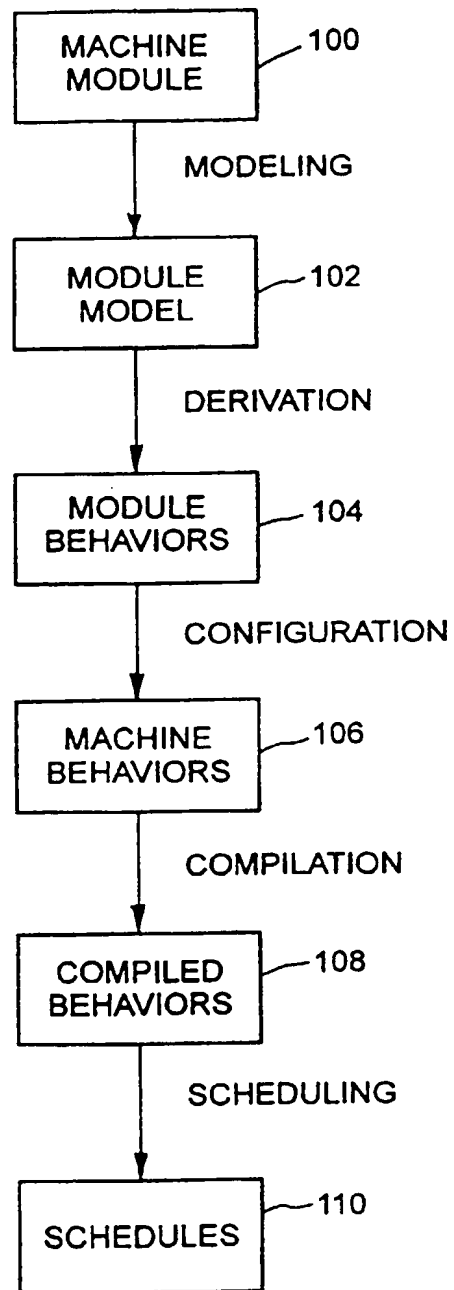 MACHINE
MODULE
100
MODELING
MODULE
MODEL
102
DERIVATION
MODULE
BEHAVIORS
104
CONFIGURATION
MACHINE
BEHAVIORS
106
COMPILATION
COMPILED
BEHAVIORS
108
SCHEDULING
SCHEDULES
110